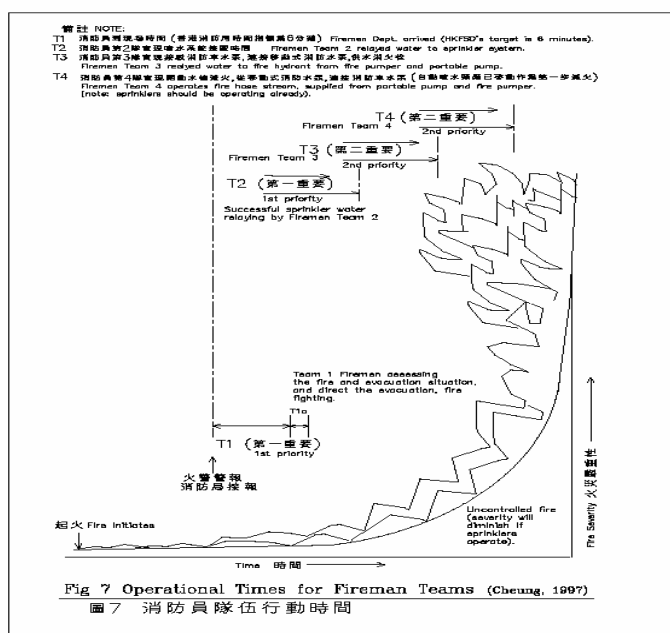 備註 NOTE:
T1 消防員到現場時間 (香港消防局時間指標為6分鐘) Firemen Dept. arrived (HKFSD's target is 6 minutes).
T2 消防員第2隊實現噴水系統接駁時間 Firemen Team 2 relayed water to sprinkler system.
T3 消防員第3隊實現接駁消防車水泵, 消防水泵, 供水消火栓
Firemen Team 3 realyed water to fire hydrant from fire pumper and portable pump.
T4 消防員第4隊實現開動水槍滅火, 從移動式消防水泵, 連接消防車水泵 (自動噴水頭應已發動作為第一步滅火)
Firemen Team 4 operates fire hose stream, supplied from portable pump and fire pumper.
(note: sprinklers should be operating already).
T4 (第二重要)
Firemen Team 4
2nd priority
T3 (第二重要)
Firemen Team 3
2nd priority
T2 (第一重要)
1st priority
Successful sprinkler water
relaying by Fireman Team 2
Team 1 Fireman assessing
the fire and evacuation situation,
and direct the evacuation, fire
fighting.
T1a
T1 (第一重要)
1st priority
火警警報
消防局接報
起火 Fire initiates
Uncontrolled fire
(severity will
diminish if
sprinklers
operate).
Fire Severity 火災嚴重性
Time 時間
Fig 7 Operational Times for Fireman Teams (Cheung, 1997)
圖7 消防員隊伍行動時間